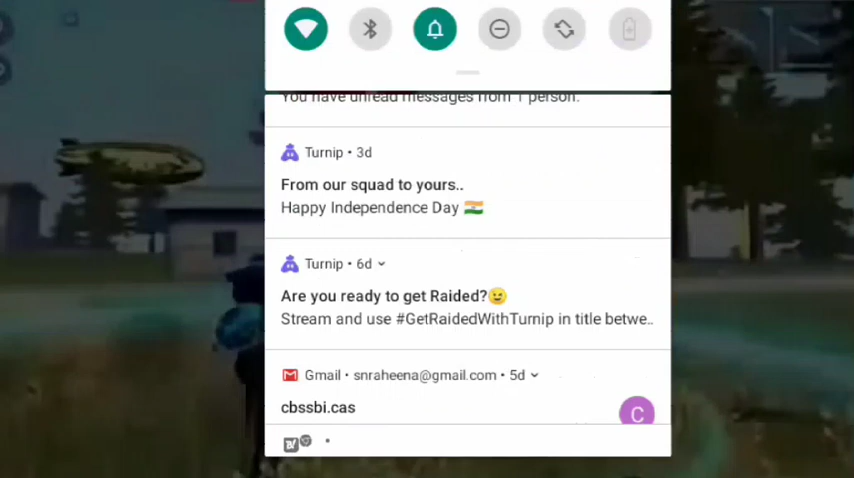 You have unread messages from 1 person.
Turnip • 3d
From our squad to yours..
Happy Independence Day 🇮🇳
Turnip • 6d
Are you ready to get Raided?😉
Stream and use #GetRaidedWithTurnip in title betwe..
Gmail • snraheena@gmail.com • 5d
cbssbi.cas
C